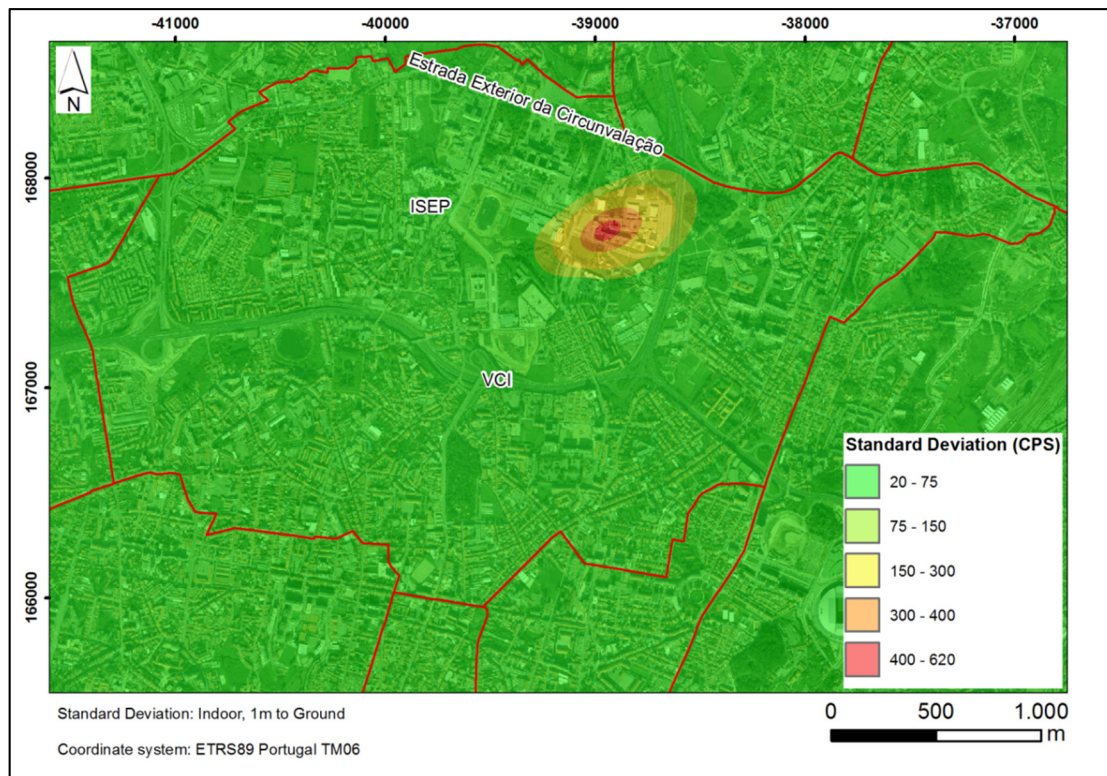 -41000 -40000 -39000 -38000 -37000
N
Estrada Exterior da Circunvalação
168000
ISEP
167000
VCI
166000
Standard Deviation (CPS)
20 - 75
75 - 150
150 - 300
300 - 400
400 - 620
Standard Deviation: Indoor, 1m to Ground
Coordinate system: ETRS89 Portugal TM06
0 500 1.000
m